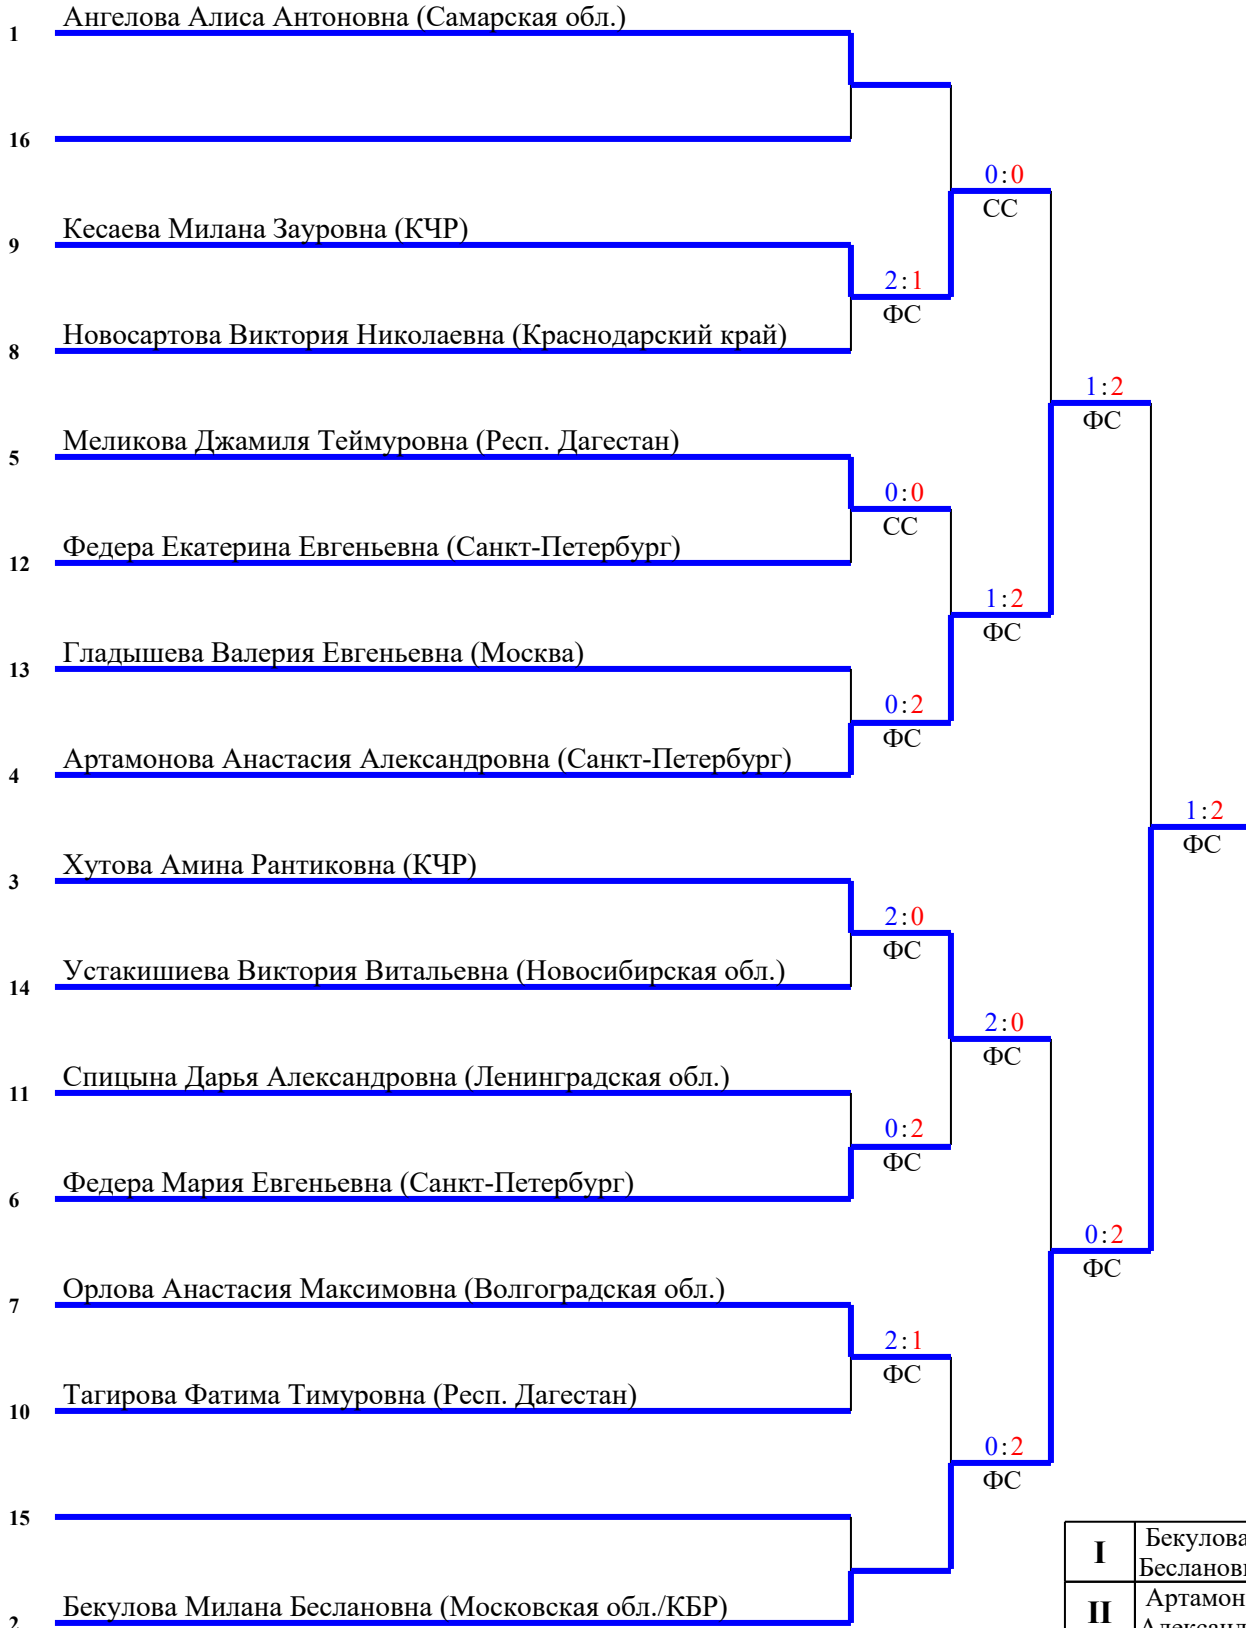 Ангелова Алиса Антоновна (Самарская обл.)
1
16
0:0
СС
Кесаева Милана Зауровна (КЧР)
9
2:1
ФС
Новосартова Виктория Николаевна (Краснодарский край)
8
1:2
ФС
Меликова Джамиля Теймуровна (Респ. Дагестан)
5
0:0
СС
Федера Екатерина Евгеньевна (Санкт-Петербург)
12
1:2
ФС
Гладышева Валерия Евгеньевна (Москва)
13
0:2
ФС
Артамонова Анастасия Александровна (Санкт-Петербург)
4
1:2
ФС
Хутова Амина Рантиковна (КЧР)
3
2:0
ФС
Устакишиева Виктория Витальевна (Новосибирская обл.)
14
2:0
ФС
Спицына Дарья Александровна (Ленинградская обл.)
11
0:2
ФС
Федера Мария Евгеньевна (Санкт-Петербург)
6
0:2
ФС
Орлова Анастасия Максимовна (Волгоградская обл.)
7
2:1
ФС
Тагирова Фатима Тимуровна (Респ. Дагестан)
10
0:2
ФС
15
I Бекулова
Бекулова Милана Беслановна (Московская обл./КБР)
2
II